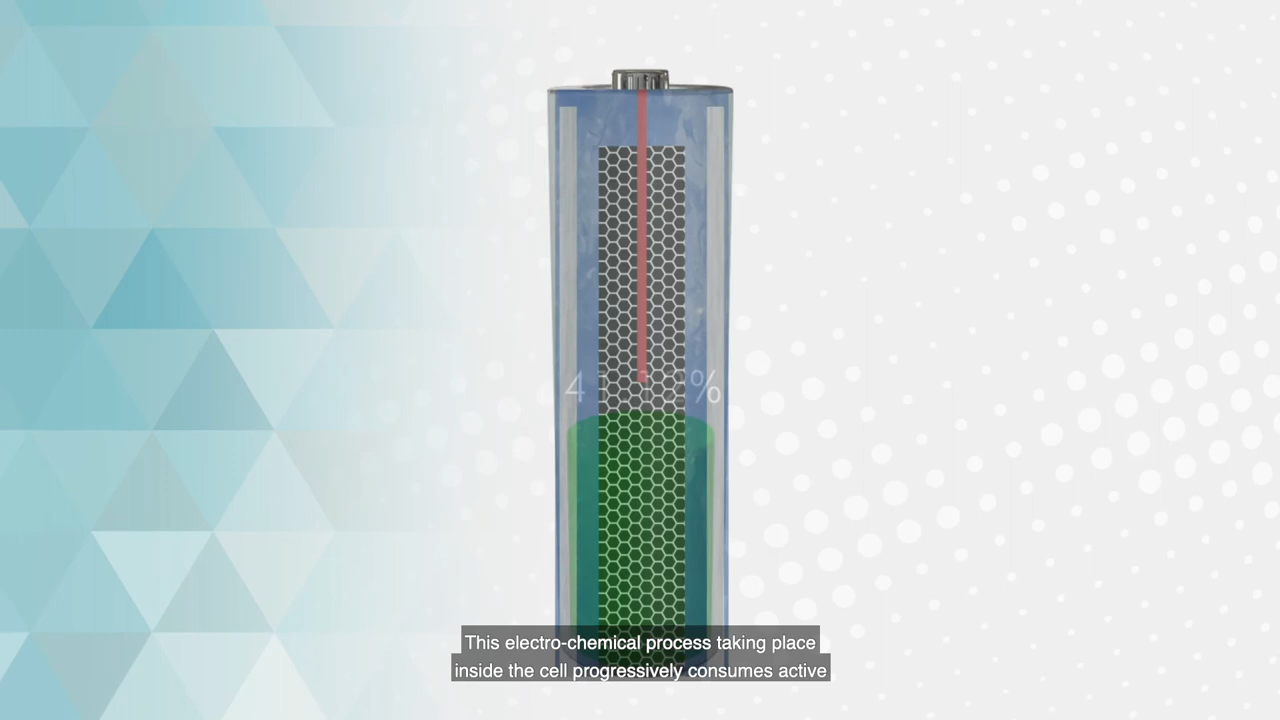 This electro-chemical process taking place
inside the cell progressively consumes active